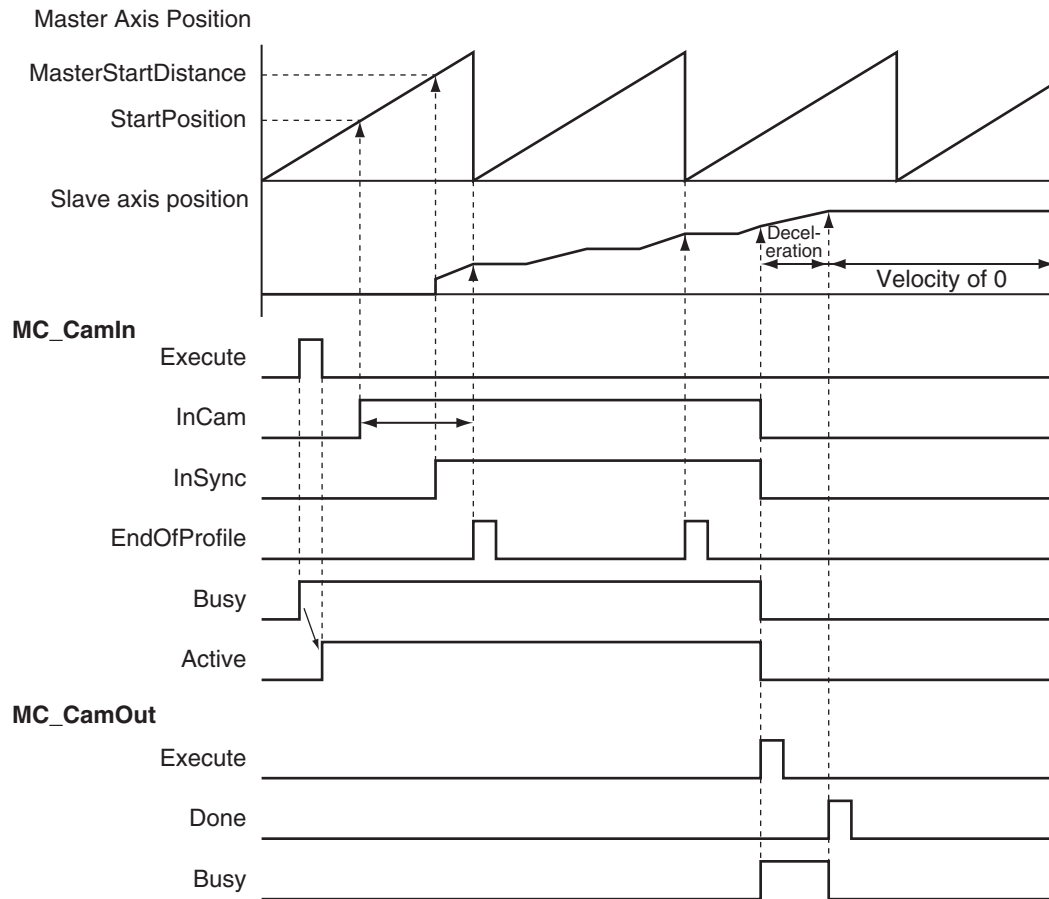 Master Axis Position
MasterStartDistance
StartPosition
Slave axis position
Decel-
eration
Velocity of 0
MC_CamIn
Execute
InCam
InSync
EndOfProfile
Busy
Active
MC_CamOut
Execute
Done
Busy